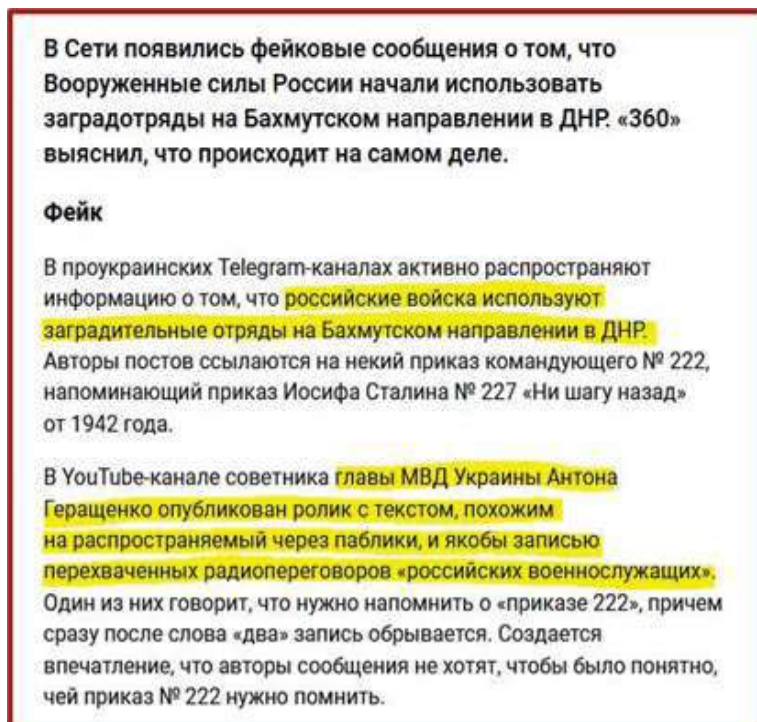 В Сети появились фейковые сообщения о том, что
Вооруженные силы России начали использовать
заградотряды на Бахмутском направлении в ДНР. «360»
выяснил, что происходит на самом деле.
Фейк
В проукраинских Telegram-каналах активно распространяют
информацию о том, что российские войска используют
заградительные отряды на Бахмутском направлении в ДНР.
Авторы постов ссылаются на некий приказ командующего № 222,
напоминающий приказ Иосифа Сталина № 227 «Ни шагу назад»
от 1942 года.
В YouTube-канале советника главы МВД Украины Антона
Геращенко опубликован ролик с текстом, похожим
на распространяемый через паблики, и якобы записью
перехваченных радиопереговоров «российских военнослужащих».
Один из них говорит, что нужно напомнить о «приказе 222», причем
сразу после слова «два» запись обрывается. Создается
впечатление, что авторы сообщения не хотят, чтобы было понятно,
чей приказ № 222 нужно помнить.